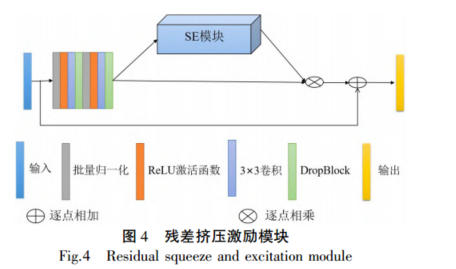 SE模块
输入
批量归一化
ReLU激活函数
3×3卷积
DropBlock
输出
逐点相加
逐点相乘
图 4 残差挤压激励模块
Fig.4 Residual squeeze and excitation module